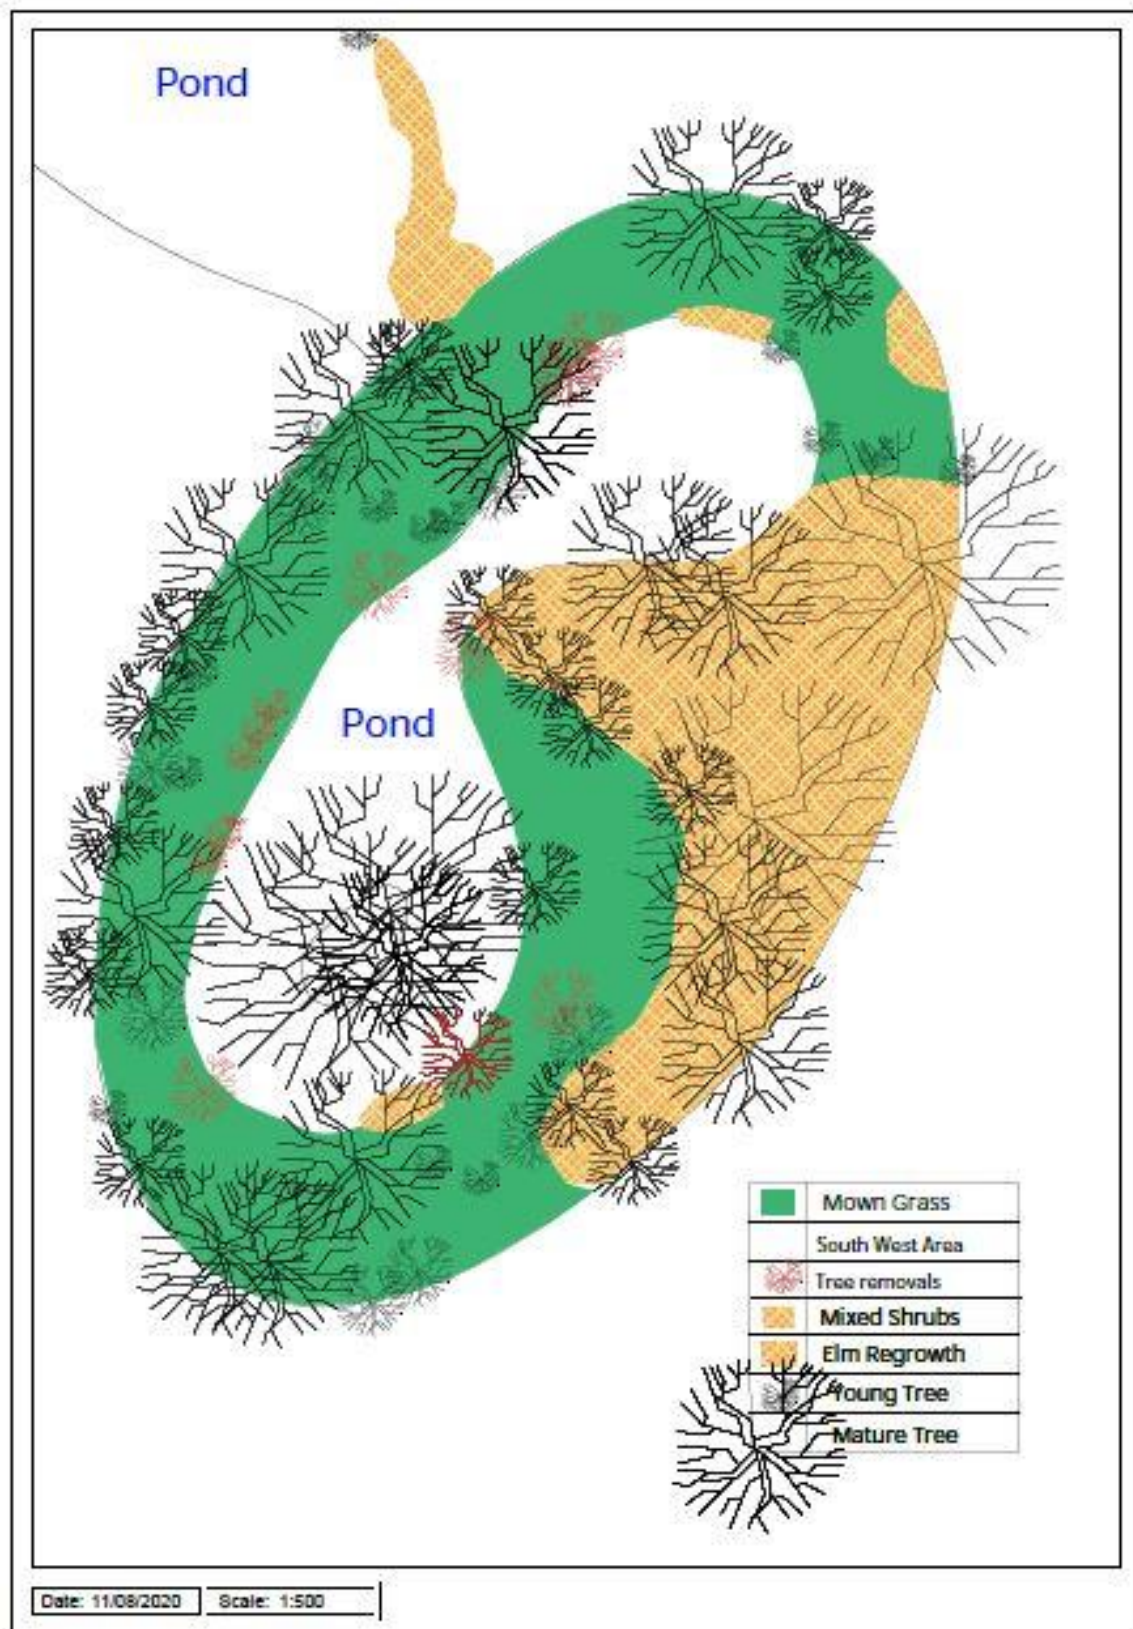 Pond
Pond
Mown Grass
South West Area
Tree removals
Mixed Shrubs
Elm Regrowth
Young Tree
Mature Tree
Date: 11/08/2020 Scale: 1:500